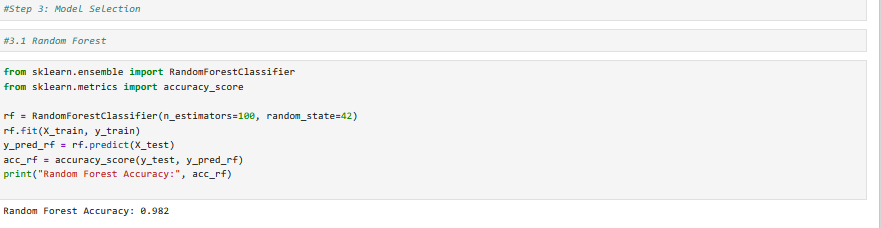 #Step 3: Model Selection
#3.1 Random Forest
from sklearn.ensemble import RandomForestClassifier
from sklearn.metrics import accuracy_score
rf = RandomForestClassifier(n_estimators=100, random_state=42)
rf.fit(X_train, y_train)
y_pred_rf = rf.predict(X_test)
acc_rf = accuracy_score(y_test, y_pred_rf)
print("Random Forest Accuracy:", acc_rf)
Random Forest Accuracy: 0.982